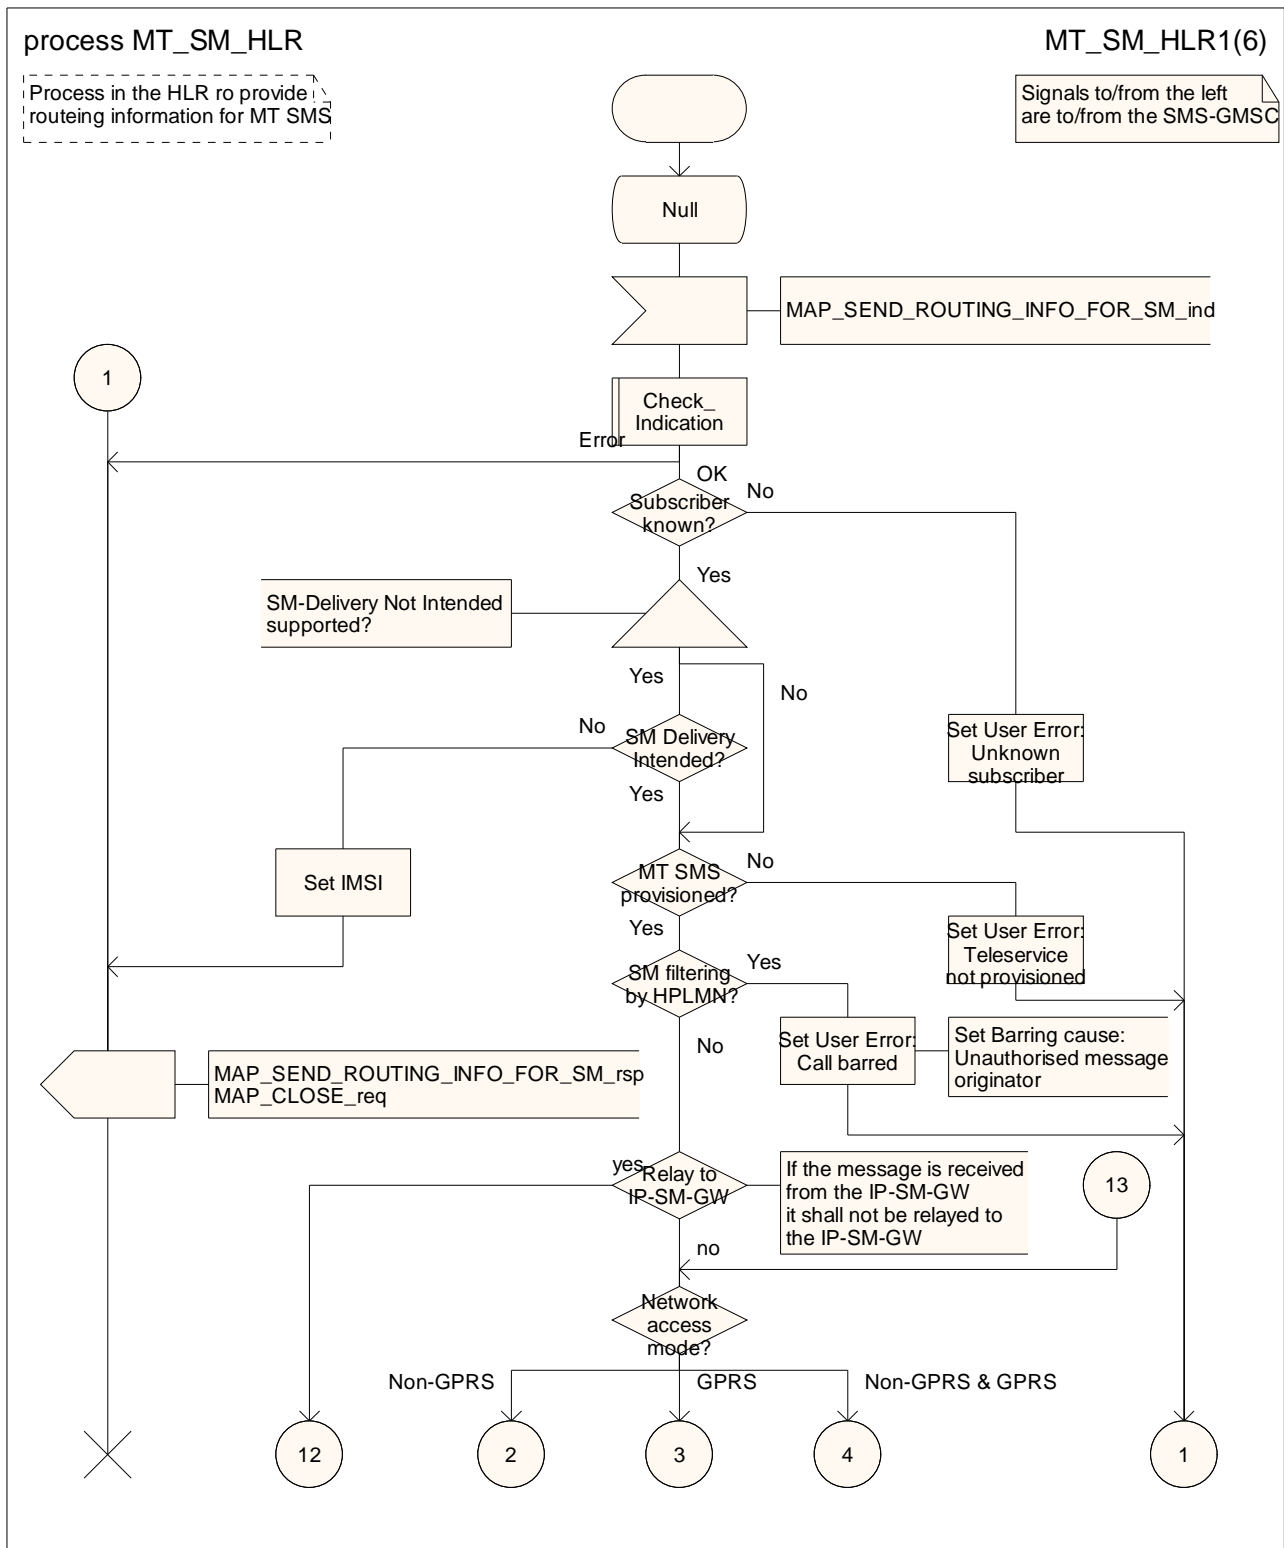 process MT_SM_HLR
MT_SM_HLR1(6)
Process in the HLR ro provide
routeing information for MT SMS
Signals to/from the left
are to/from the SMS-GMSC
Null
MAP_SEND_ROUTING_INFO_FOR_SM_ind
1
Check_
Indication
Error
OK
Subscriber
known?
No
Yes
SM-Delivery Not Intended
supported?
Yes
No
No
SM Delivery
Intended?
Yes
Set User Error:
Unknown
subscriber
Set IMSI
MT SMS
provisioned?
No
Yes
Set User Error:
Teleservice
not provisioned
SM filtering
by HPLMN?
Yes
No
Set User Error:
Call barred
Set Barring cause:
Unauthorised message
originator
MAP_SEND_ROUTING_INFO_FOR_SM_rsp
MAP_CLOSE_req
yes
Relay to
IP-SM-GW
If the message is received
from the IP-SM-GW
it shall not be relayed to
the IP-SM-GW
13
no
Network
access
mode?
Non-GPRS
GPRS
Non-GPRS & GPRS
12
2
3
4
1